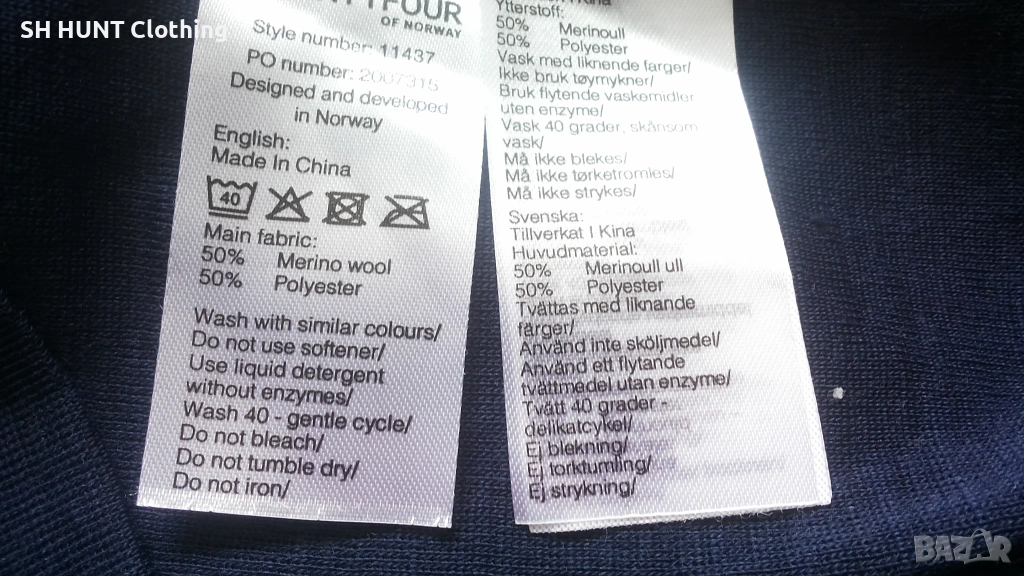 SH HUNT Clothing
FOUR
OF NORWAY
Style number: 11437
PO number: 2007315
Designed and developed
in Norway
English:
Made In China
40
Main fabric:
50% Merino wool
50% Polyester
Wash with similar colours/
Do not use softener/
Use liquid detergent
without enzymes/
Wash 40 - gentle cycle/
Do not bleach/
Do not tumble dry/
Do not iron/
Kina
Ytterstoff:
50% Merinoull
50% Polyester
Vask med liknende farger/
Ikke bruk tøymykner/
Bruk flytende vaskemidler
uten enzyme/
Vask 40 grader, skånsom
vask/
Må ikke blekes/
Må ikke tørketromles/
Må ikke strykes/
Svenska:
Tillverkat I Kina
Huvudmaterial:
50% Merinoull ull
50% Polyester
Tvättas med liknande
färger/
Använd inte sköljmedel/
Använd ett flytande
tvättmedel utan enzyme/
Tvätt 40 grader -
delikatcykel/
Ej blekning/
Ej torktumling/
Ej strykning/
BAZAR